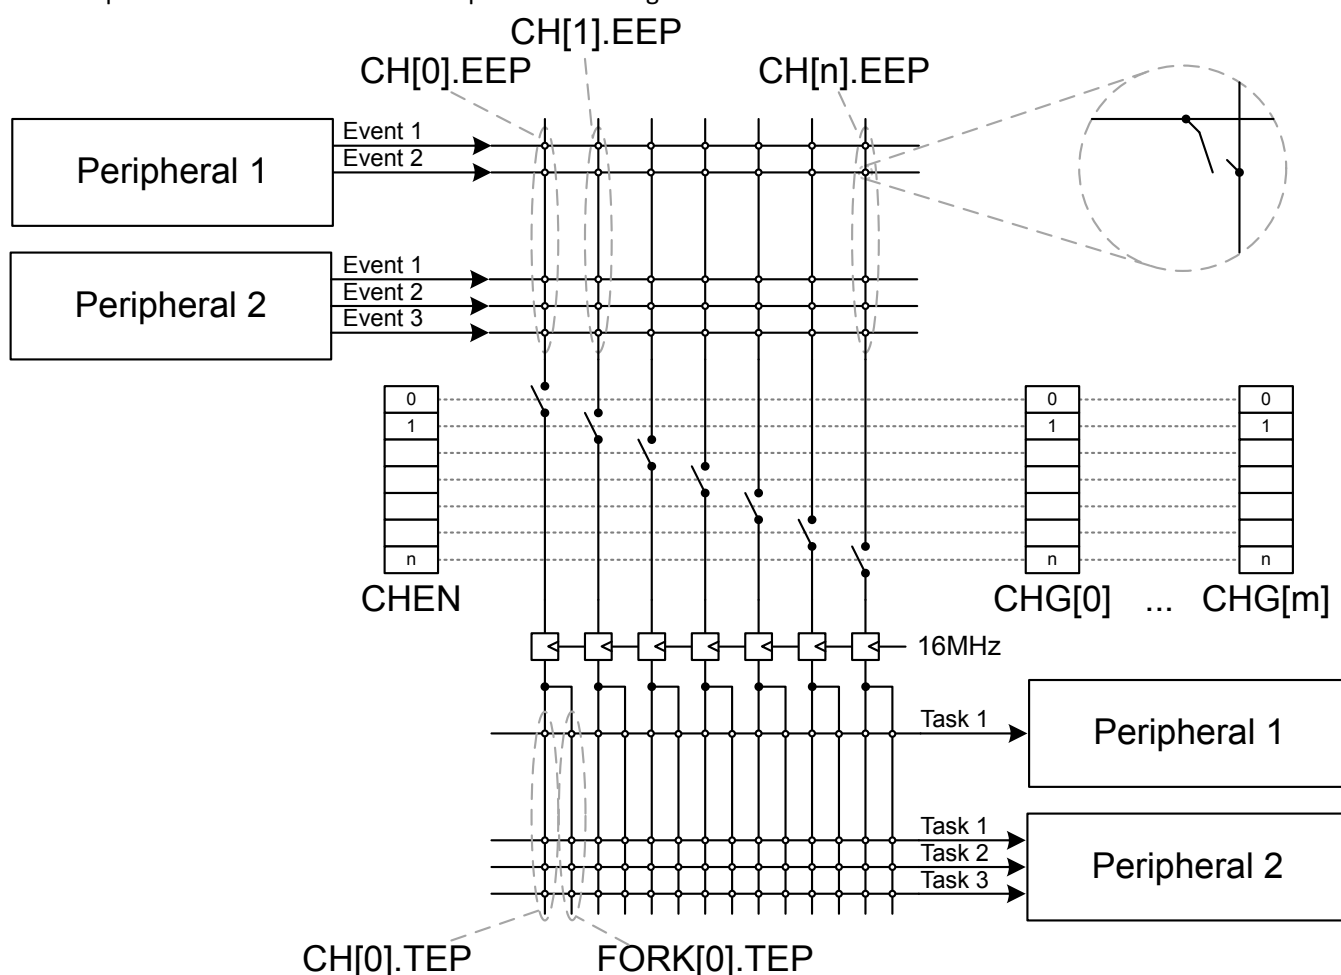 CH[1].EEP
CH[0].EEP
CH[n].EEP
Peripheral 1
Event 1
Event 2
Peripheral 2
Event 1
Event 2
Event 3
0
1
n
CHEN
0
1
n
CHG[0]
...
0
1
n
CHG[m]
16MHz
Task 1
Peripheral 1
Task 1
Task 2
Task 3
Peripheral 2
CH[0].TEP
FORK[0].TEP